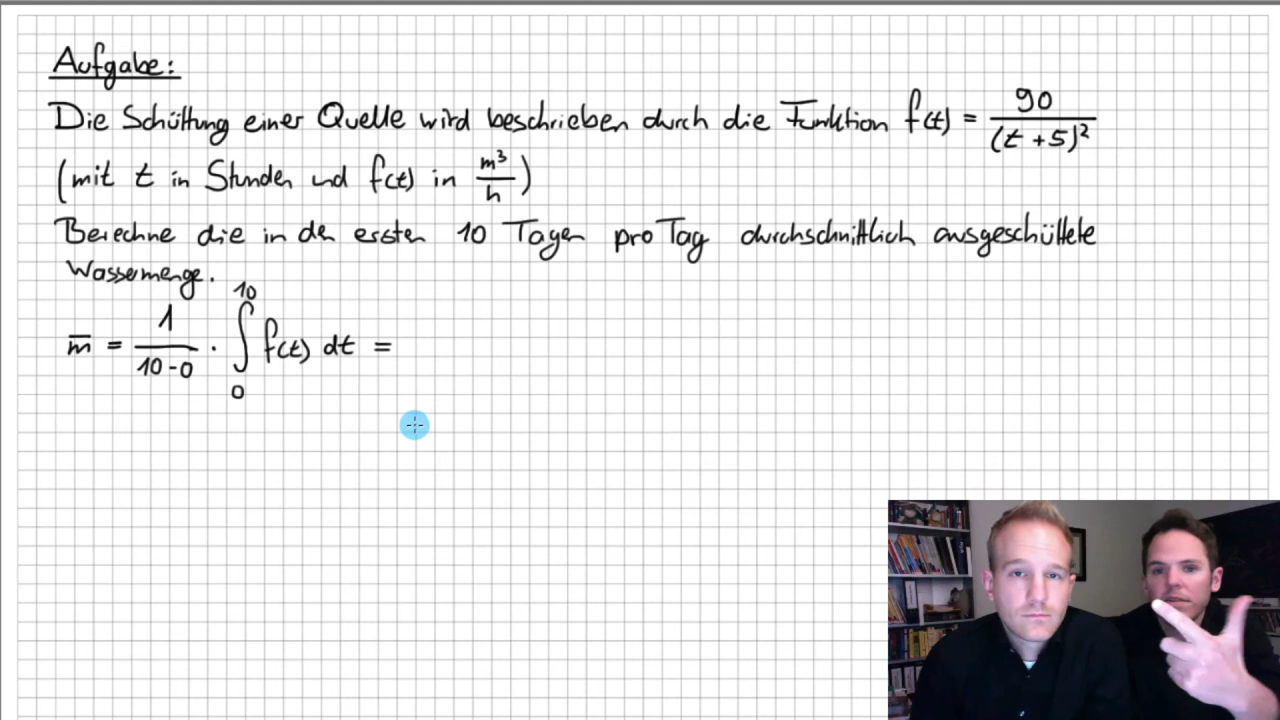 Aufgabe:
Die Schüttung einer Quelle wird beschrieben durch die Funktion f(t) = 90/(t+5)²
(mit t in Stunden und f(t) in m³/h)
Berechne die in den ersten 10 Tagen pro Tag durchschnittlich ausgeschüttete
Wassermenge.
m̅ = 1/(10-0) · ∫₀¹⁰ f(t) dt =